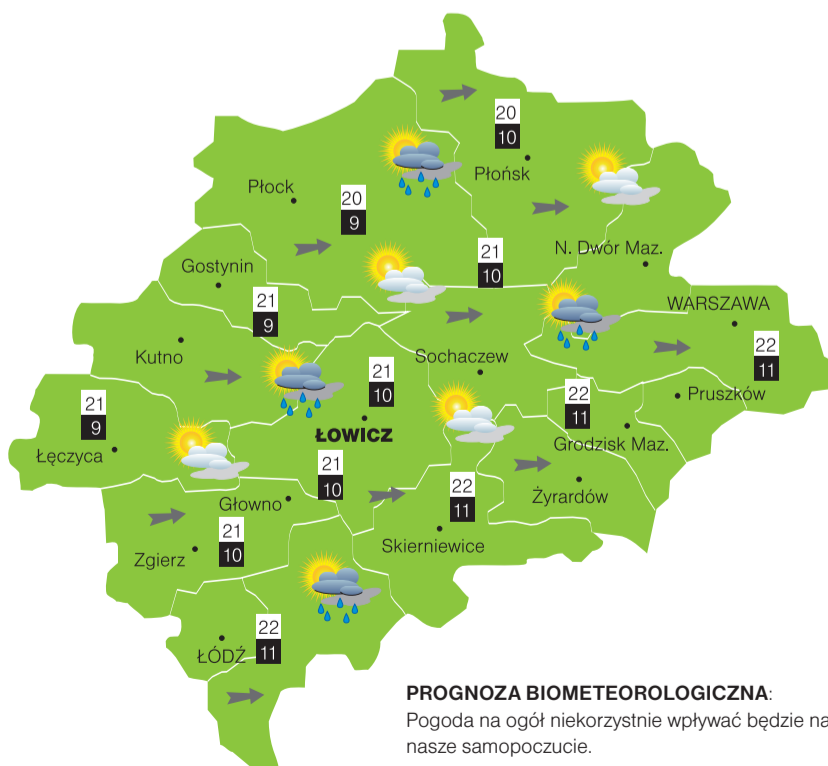 20
10
Płońsk
Płock
20
9
N. Dwór Maz.
21
10
Gostynin
21
9
WARSZAWA
22
11
Kutno
Sochaczew
21
10
ŁOWICZ
22
11
Pruszków
21
9
Łęczyca
Grodzisk Maz.
21
10
Głowno
22
11
Żyrardów
Skierniewice
21
10
Zgierz
22
11
ŁÓDŹ
PROGNOZA BIOMETEOROLOGICZNA:
Pogoda na ogół niekorzystnie wpływać będzie na
nasze samopoczucie.